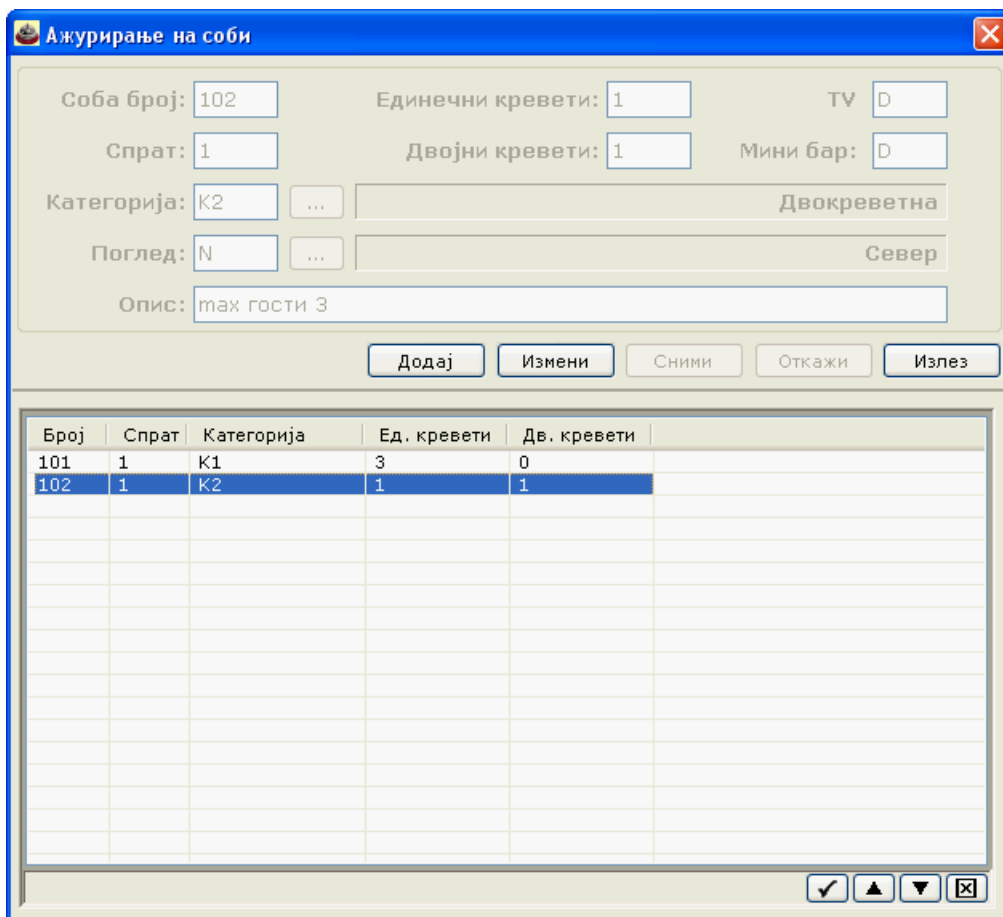 Ажурирање на соби
Соба број: 102 Единечни кревети: 1 TV D
Спрат: 1 Двојни кревети: 1 Мини бар: D
Категорија: K2 ... Двокреветна
Поглед: N ... Север
Опис: max гости 3
Додај Измени Сними Откажи Излез
Број Спрат Категорија Ед. кревети Дв. кревети
101 1 K1 3 0
102 1 K2 1 1